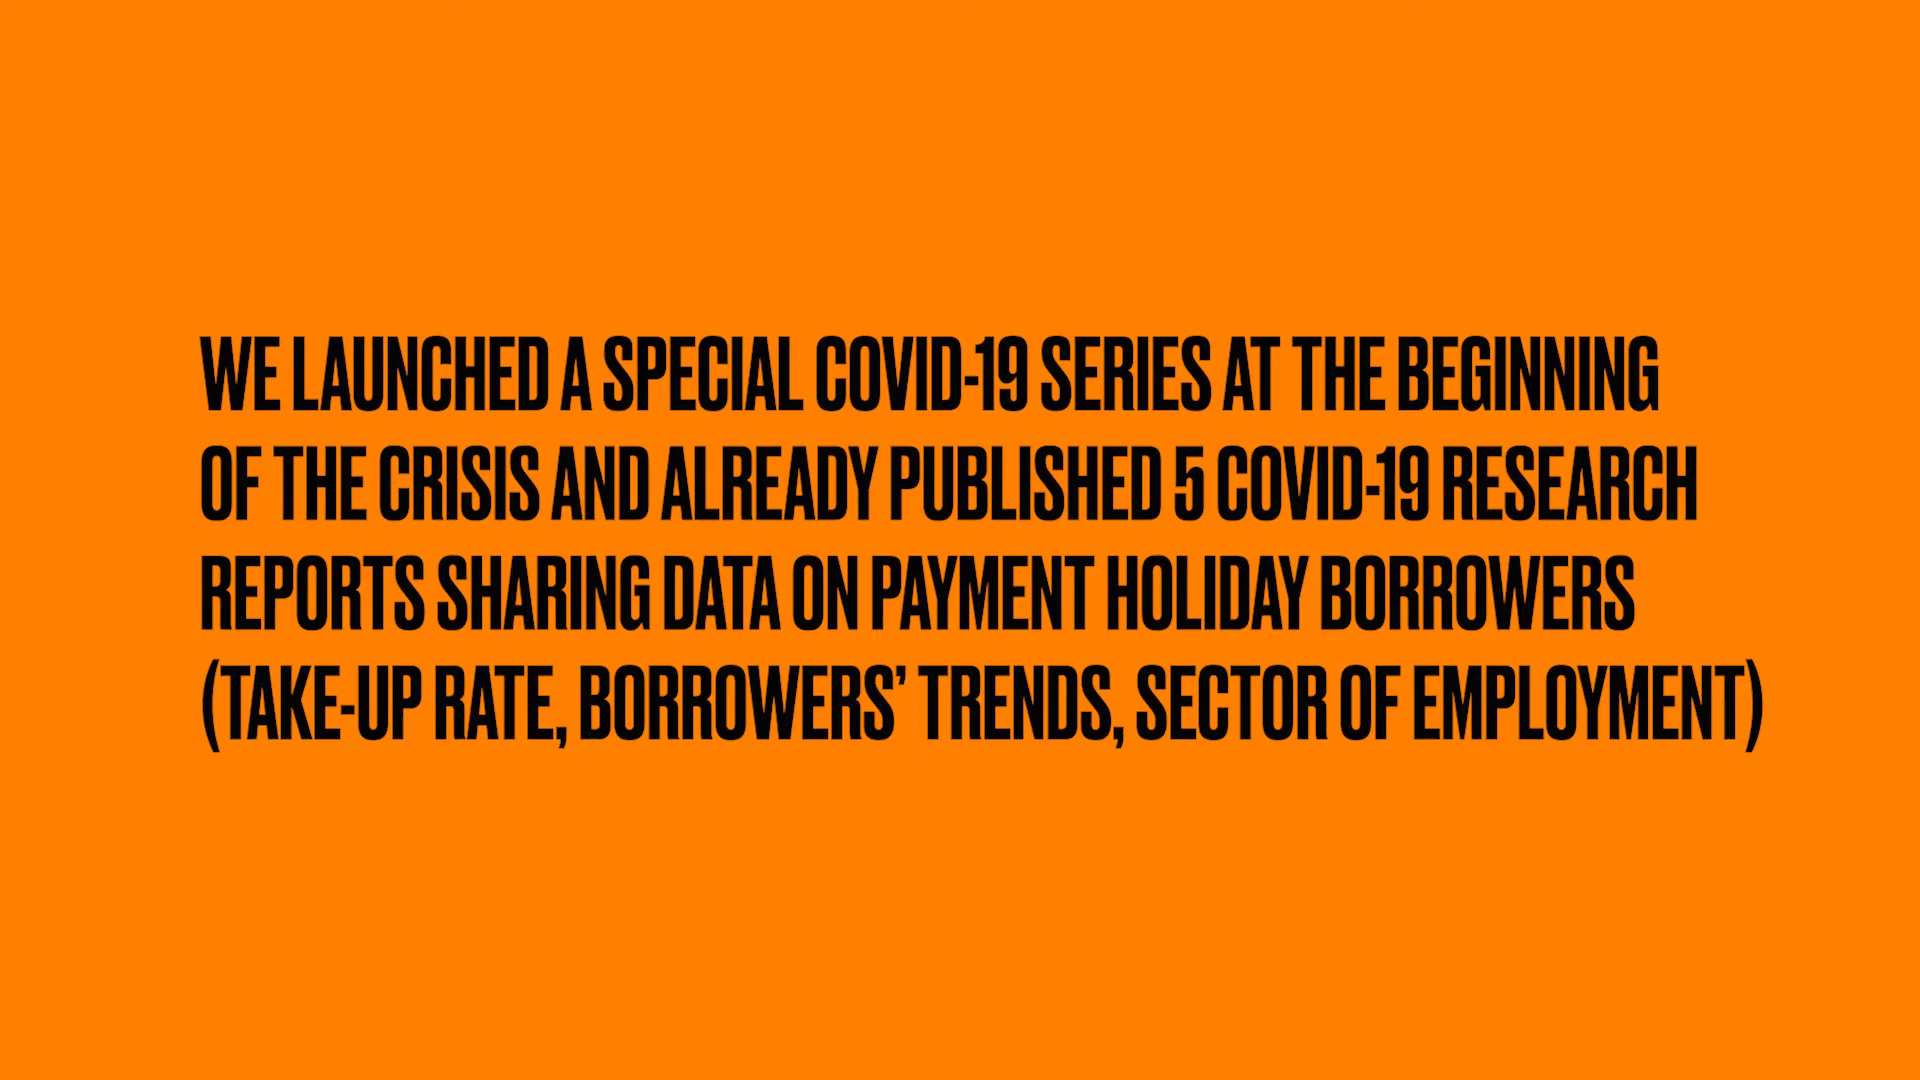 WE LAUNCHED A SPECIAL COVID-19 SERIES AT THE BEGINNING
OF THE CRISIS AND ALREADY PUBLISHED 5 COVID-19 RESEARCH
REPORTS SHARING DATA ON PAYMENT HOLIDAY BORROWERS
(TAKE-UP RATE, BORROWERS’ TRENDS, SECTOR OF EMPLOYMENT)